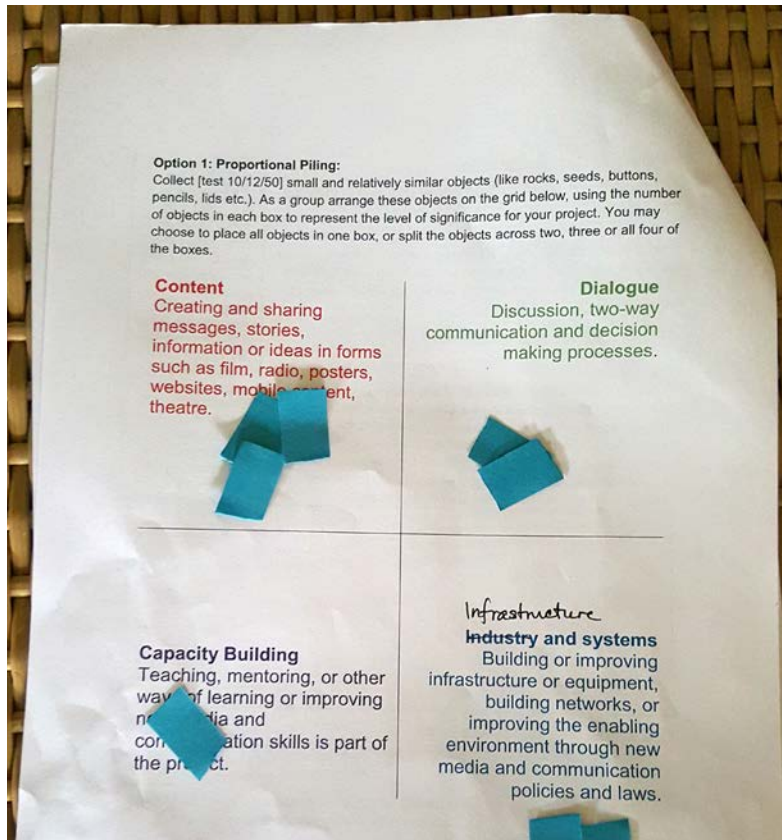 Option 1: Proportional Piling:
Collect [test 10/12/50] small and relatively similar objects (like rocks, seeds, buttons,
pencils, lids etc.). As a group arrange these objects on the grid below, using the number
of objects in each box to represent the level of significance for your project. You may
choose to place all objects in one box, or split the objects across two, three or all four of
the boxes.
Content
Creating and sharing
messages, stories,
information or ideas in forms
such as film, radio, posters,
websites,
theatre.
Dialogue
Discussion, two-way
communication and decision
making processes.
Capacity Building
Teaching, mentoring, or other
of learning or improving
and
skills is part of
the
Infrastructure
Industry and systems
Building or improving
infrastructure or equipment,
building networks, or
improving the enabling
environment through new
media and communication
policies and laws.